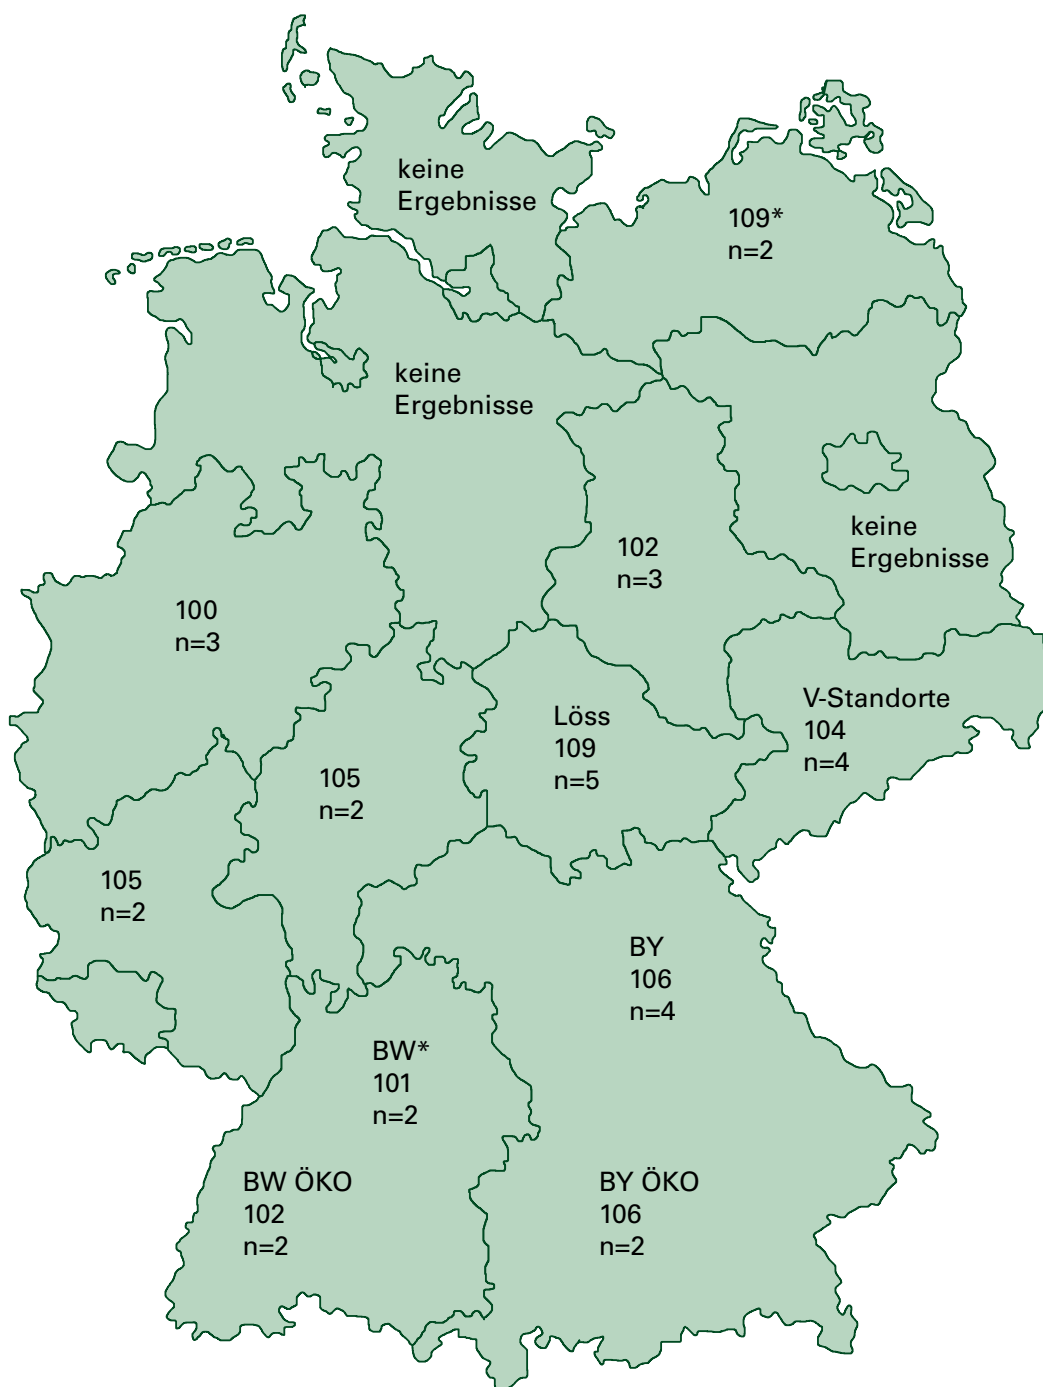 keine
Ergebnisse
109*
n=2
keine
Ergebnisse
keine
Ergebnisse
102
n=3
100
n=3
V-Standorte
104
n=4
Löss
109
n=5
105
n=2
105
n=2
BY
106
n=4
BW*
101
n=2
BW ÖKO
102
n=2
BY ÖKO
106
n=2